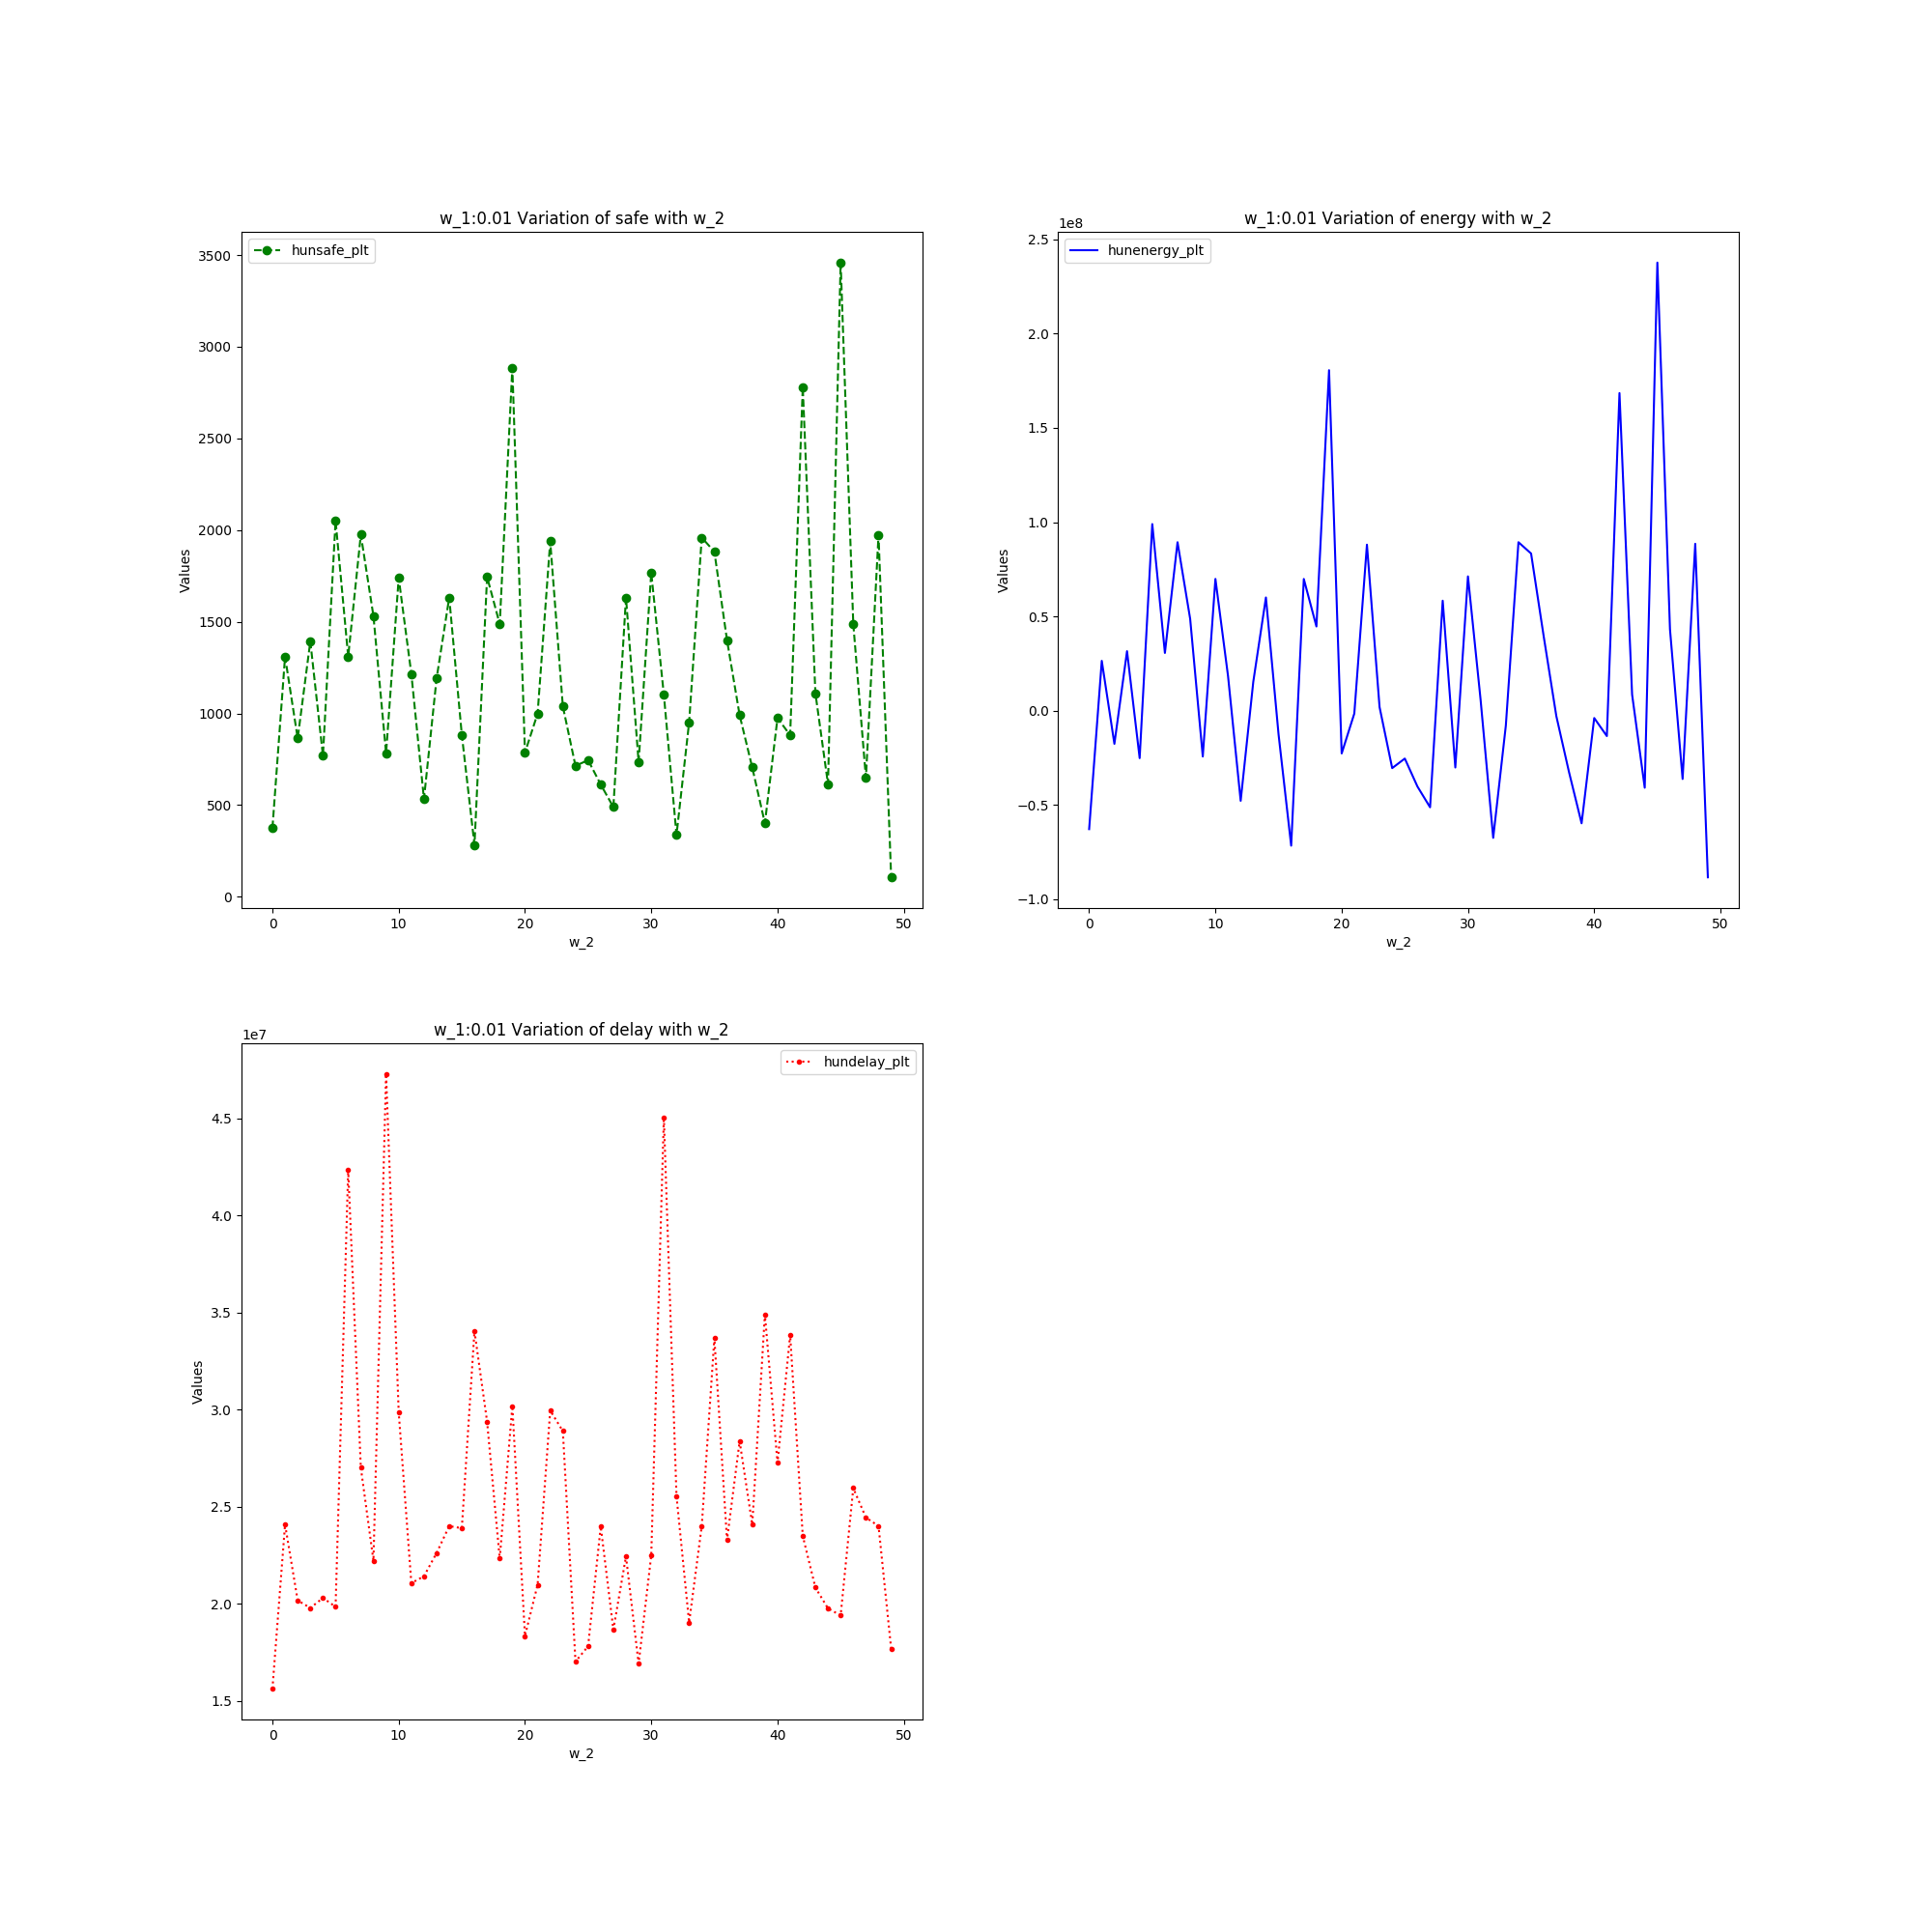 w_1:0.01 Variation of safe with w_2
hunsafe_plt
3500
3000
2500
2000
1500
1000
500
0
Values
0 10 20 30 40 50
w_2
w_1:0.01 Variation of energy with w_2
1e8
hunenergy_plt
2.5
2.0
1.5
1.0
0.5
0.0
−0.5
−1.0
Values
0 10 20 30 40 50
w_2
w_1:0.01 Variation of delay with w_2
1e7
hundelay_plt
4.5
4.0
3.5
3.0
2.5
2.0
1.5
Values
0 10 20 30 40 50
w_2